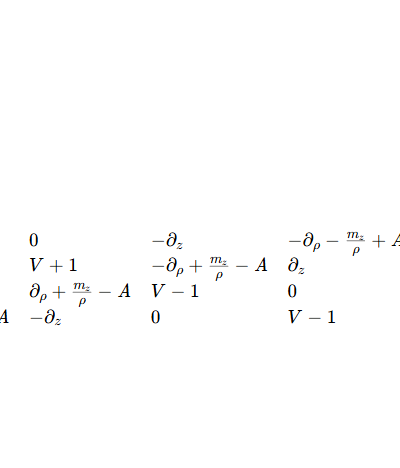 0 −∂_z −∂_ρ − m_z/ρ + A
V + 1 −∂_ρ + m_z/ρ − A ∂_z
∂_ρ + m_z/ρ − A V − 1 0
A −∂_z 0 V − 1